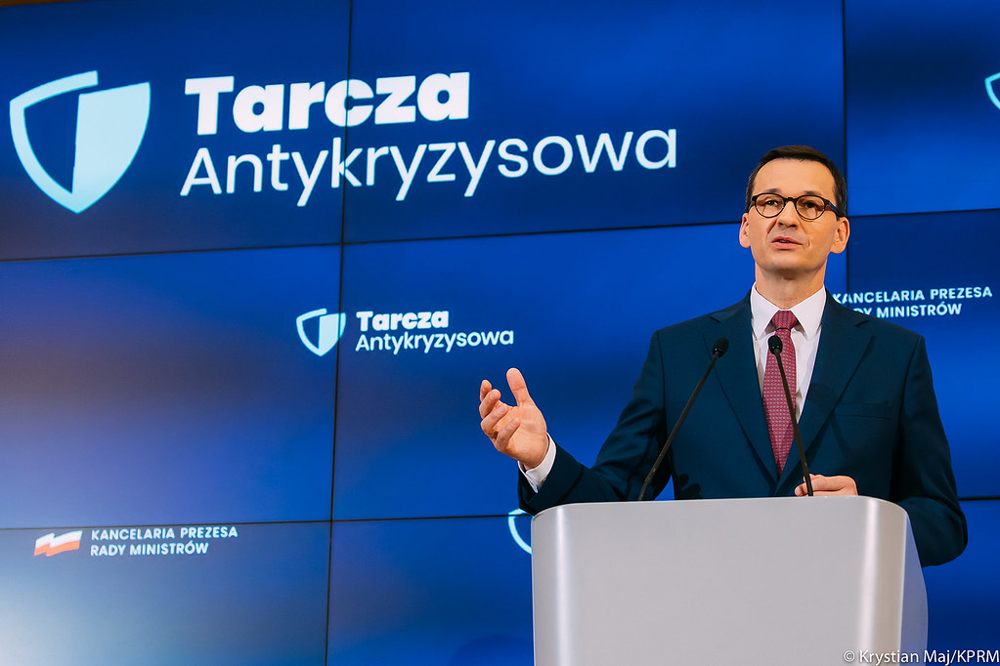 Tarcza
Antykryzysowa
KANCELARIA PREZESA
RADY MINISTRÓW
Tarcza
Antykryzysowa
KANCELARIA PREZESA
RADY MINISTRÓW
© Krystian Maj/KPRM